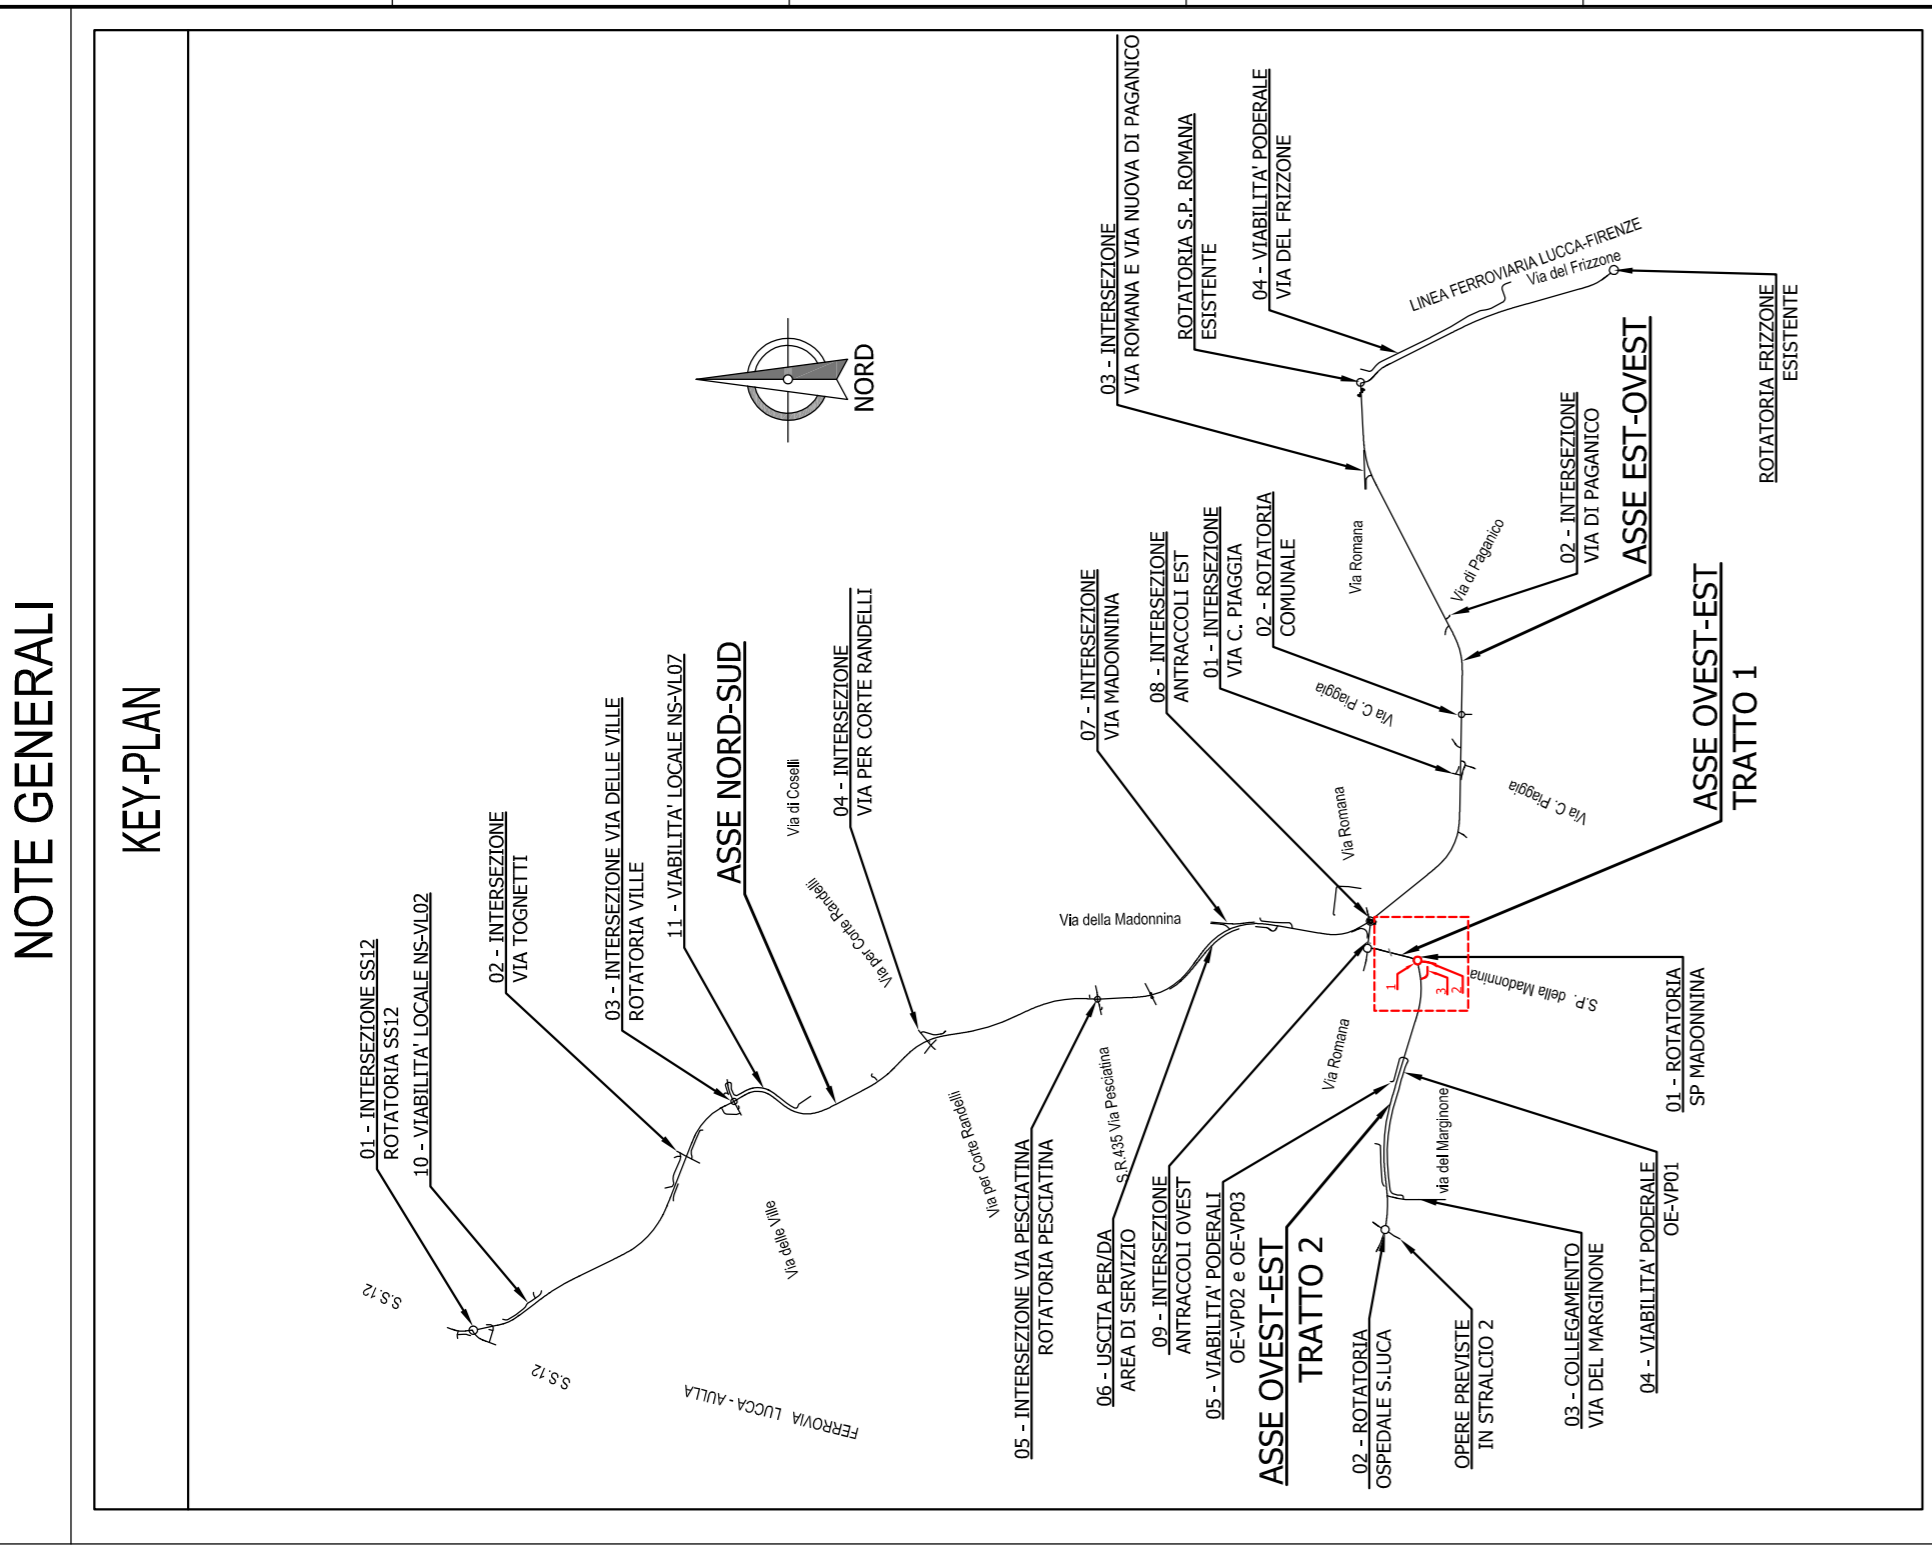 NOTE GENERALI
KEY-PLAN
01 - INTERSEZIONE SS12
ROTATORIA SS12
10 - VIABILITA' LOCALE NS-VL02
02 - INTERSEZIONE
VIA TOGNETTI
03 - INTERSEZIONE VIA DELLE VILLE
ROTATORIA VILLE
11 - VIABILITA' LOCALE NS-VL07
ASSE NORD-SUD
Via di Coselli
04 - INTERSEZIONE
VIA PER CORTE RANDELLI
Via per Corte Randelli
NORD
S.S.12
S.S.12
FERROVIA LUCCA - AULLA
Via delle Ville
Via per Corte Randelli
05 - INTERSEZIONE VIA PESCIATINA
ROTATORIA PESCIATINA
S.R.435 Via Pesciatina
06 - USCITA PER/DA
AREA DI SERVIZIO
09 - INTERSEZIONE
ANTRACCOLI OVEST
05 - VIABILITA' PODERALI
OE-VP02 e OE-VP03
ASSE OVEST-EST
TRATTO 2
02 - ROTATORIA
OSPEDALE S.LUCA
OPERE PREVISTE
IN STRALCIO 2
03 - COLLEGAMENTO
VIA DEL MARGINONE
04 - VIABILITA' PODERALE
OE-VP01
via del Marginone
Via Romana
01 - ROTATORIA
SP MADONNINA
S.P. della Madonnina
1
3
2
Via della Madonnina
07 - INTERSEZIONE
VIA MADONNINA
08 - INTERSEZIONE
ANTRACCOLI EST
01 - INTERSEZIONE
VIA C. PIAGGIA
02 - ROTATORIA
COMUNALE
Via Romana
Via C. Piaggia
Via C. Piaggia
ASSE OVEST-EST
TRATTO 1
ASSE EST-OVEST
02 - INTERSEZIONE
VIA DI PAGANICO
Via di Paganico
Via Romana
03 - INTERSEZIONE
VIA ROMANA E VIA NUOVA DI PAGANICO
ROTATORIA S.P. ROMANA
ESISTENTE
04 - VIABILITA' PODERALE
VIA DEL FRIZZONE
LINEA FERROVIARIA LUCCA-FIRENZE
Via del Frizzone
ROTATORIA FRIZZONE
ESISTENTE